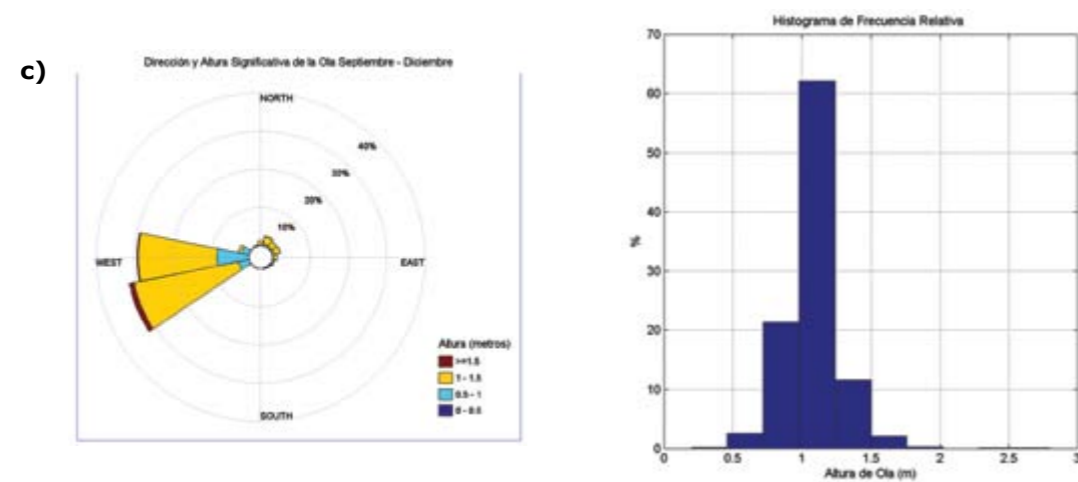 c)
Dirección y Altura Significativa de la Ola Septiembre - Diciembre
NORTH
40%
30%
20%
10%
WEST
EAST
SOUTH
Altura (metros)
>=1.5
1 - 1.5
0.5 - 1
0 - 0.5
Histograma de Frecuencia Relativa
70
60
50
40
30
20
10
0
%
0
0.5
1
1.5
2
2.5
3
Altura de Ola (m)